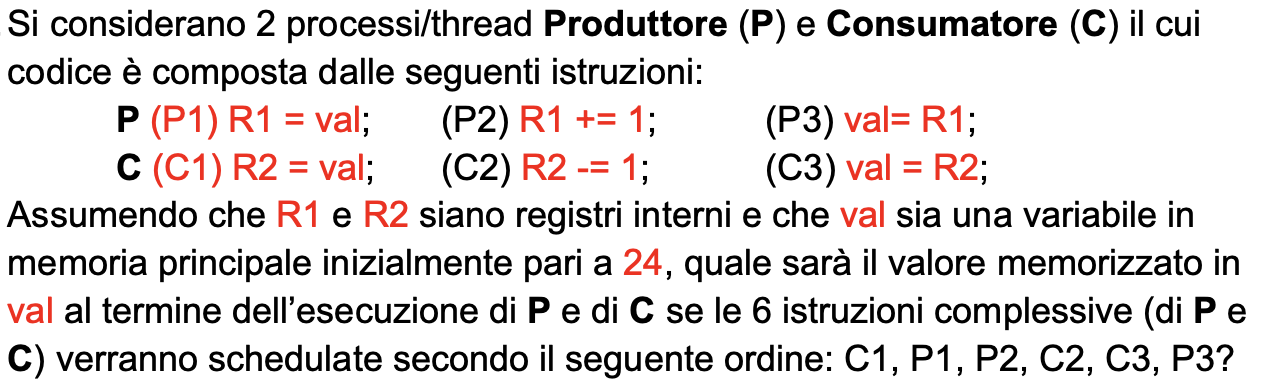 Si considerano 2 processi/thread Produttore (P) e Consumatore (C) il cui
codice è composta dalle seguenti istruzioni:
P (P1) R1 = val; (P2) R1 += 1; (P3) val= R1;
C (C1) R2 = val; (C2) R2 -= 1; (C3) val = R2;
Assumendo che R1 e R2 siano registri interni e che val sia una variabile in
memoria principale inizialmente pari a 24, quale sarà il valore memorizzato in
val al termine dell’esecuzione di P e di C se le 6 istruzioni complessive (di P e
C) verranno schedulate secondo il seguente ordine: C1, P1, P2, C2, C3, P3?